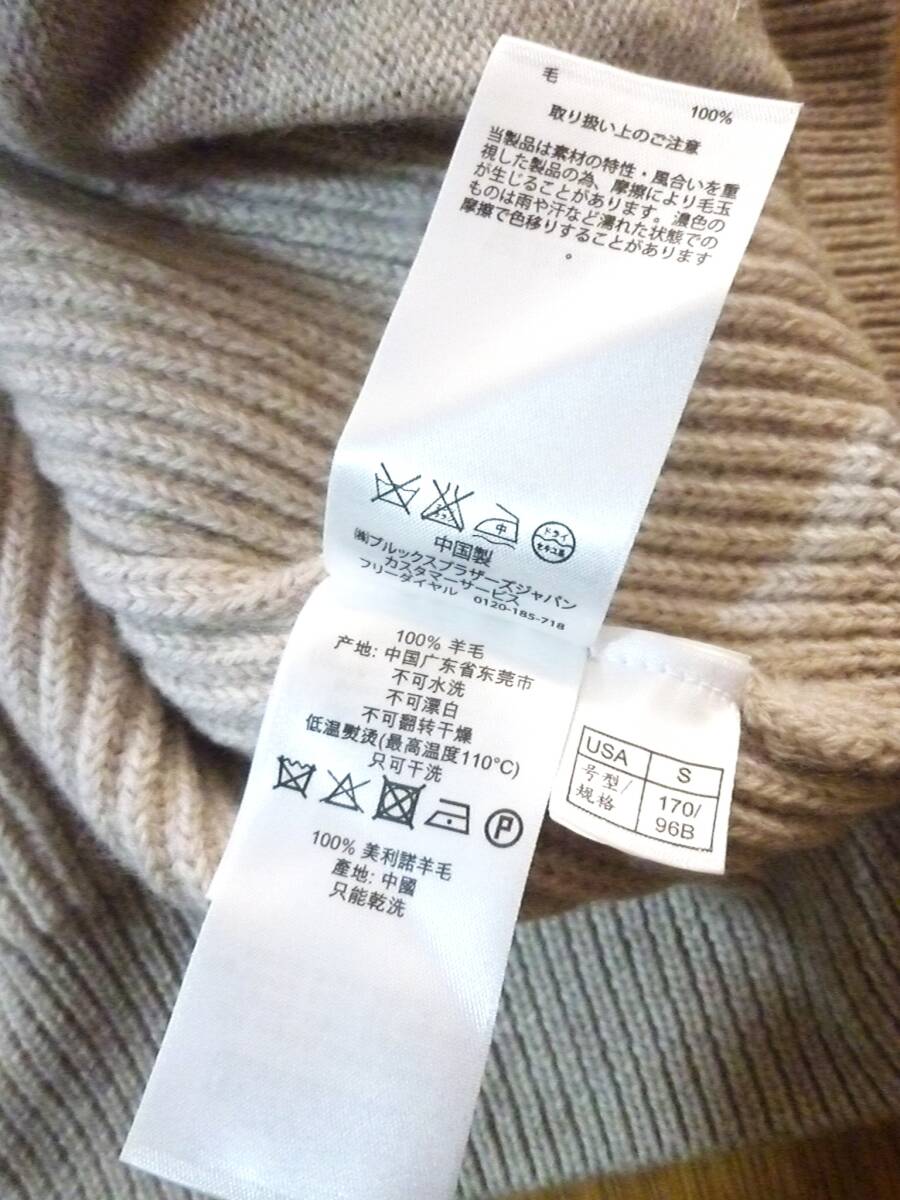 毛 100%
取り扱い上のご注意
当製品は素材の特性・風合いを重
視した製品の為、摩擦により毛玉
が生じることがあります。濃色の
ものは雨や汗など濡れた状態での
摩擦で色移りすることがあります
。
中
ドライ
セキユ系
中国製
㈱ブルックスブラザーズジャパン
カスタマーサービス
フリーダイヤル 0120-185-718
100% 羊毛
产地: 中国广东省东莞市
不可水洗
不可漂白
不可翻转干燥
低温熨烫(最高温度110°C)
只可干洗
P
100% 美利諾羊毛
產地: 中國
只能乾洗
USA S
号型/ 170/
规格 96B